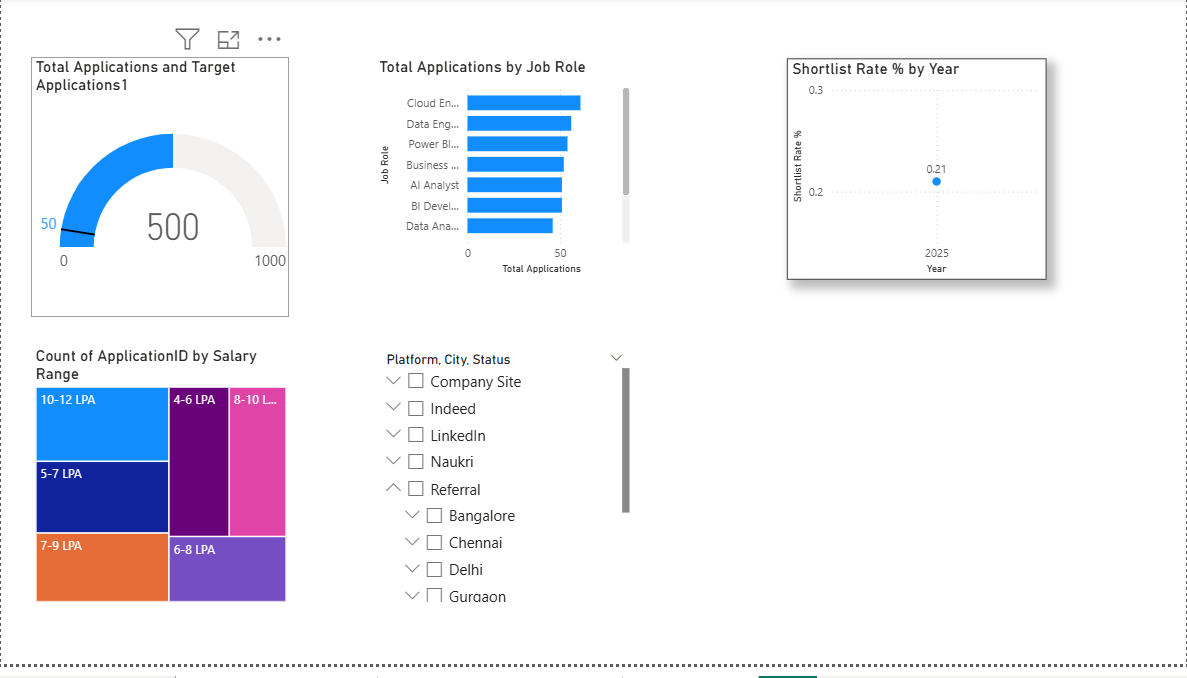 Total Applications and Target
Applications1
50
500
0
1000
Total Applications by Job Role
Job Role
Cloud En...
Data Eng...
Power BI...
Business ...
AI Analyst
BI Devel...
Data Ana...
0
50
Total Applications
Shortlist Rate % by Year
Shortlist Rate %
0.3
0.2
0.21
2025
Year
Count of ApplicationID by Salary
Range
10-12 LPA
5-7 LPA
7-9 LPA
4-6 LPA
8-10 L...
6-8 LPA
Platform, City, Status
Company Site
Indeed
LinkedIn
Naukri
Referral
Bangalore
Chennai
Delhi
Gurgaon